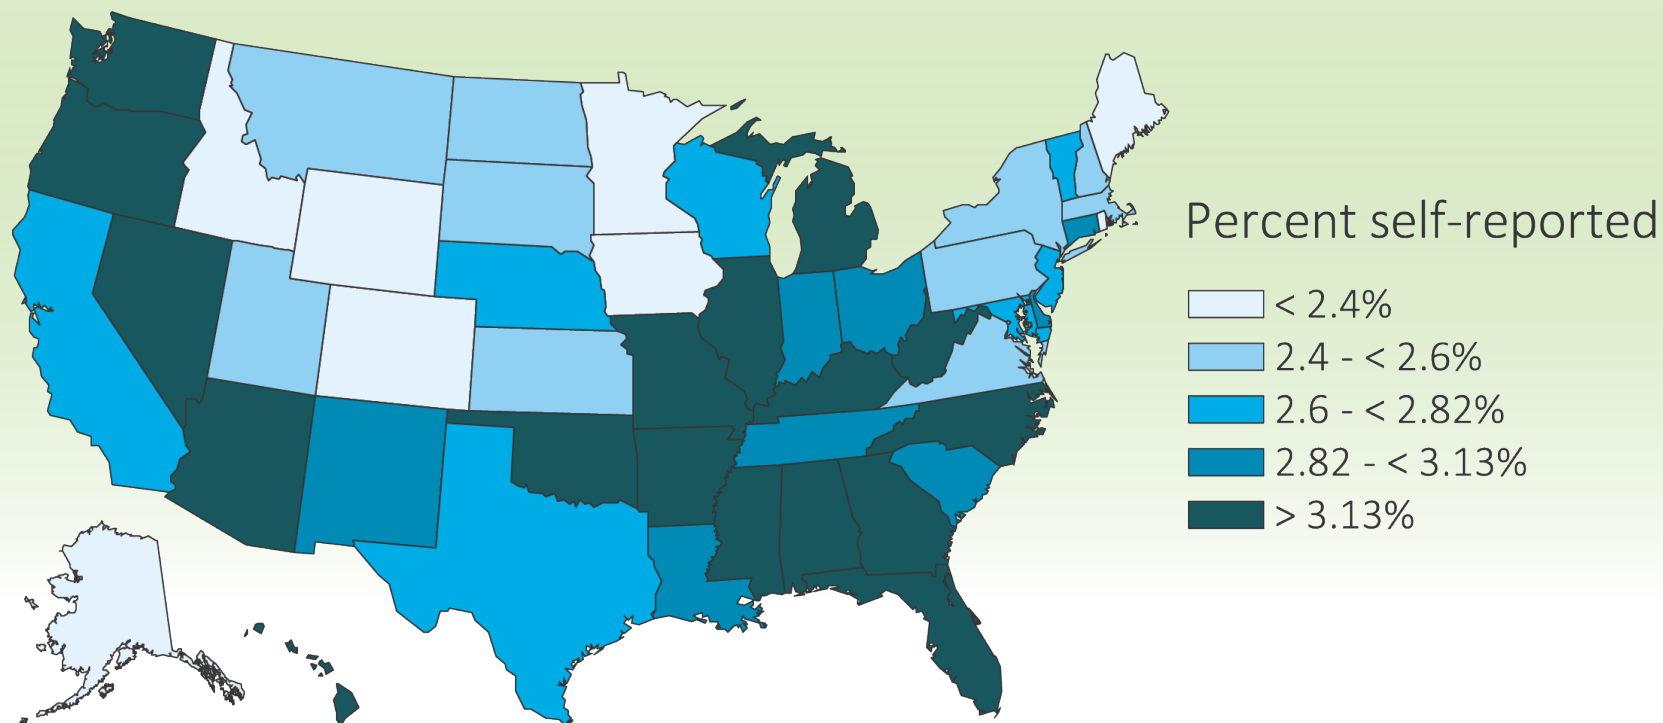 Percent self-reported
< 2.4%
2.4 - < 2.6%
2.6 - < 2.82%
2.82 - < 3.13%
> 3.13%